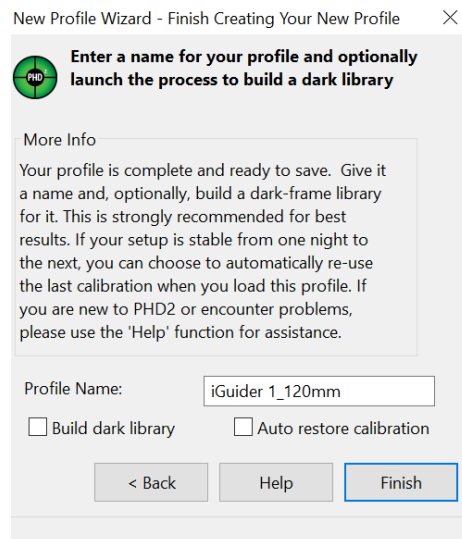 New Profile Wizard - Finish Creating Your New Profile
PHD
Enter a name for your profile and optionally
launch the process to build a dark library
More Info
Your profile is complete and ready to save.  Give it
a name and, optionally, build a dark-frame library
for it. This is strongly recommended for best
results. If your setup is stable from one night to
the next, you can choose to automatically re-use
the last calibration when you load this profile. If
you are new to PHD2 or encounter problems,
please use the 'Help' function for assistance.
Profile Name:
iGuider 1_120mm
Build dark library
Auto restore calibration
< Back
Help
Finish